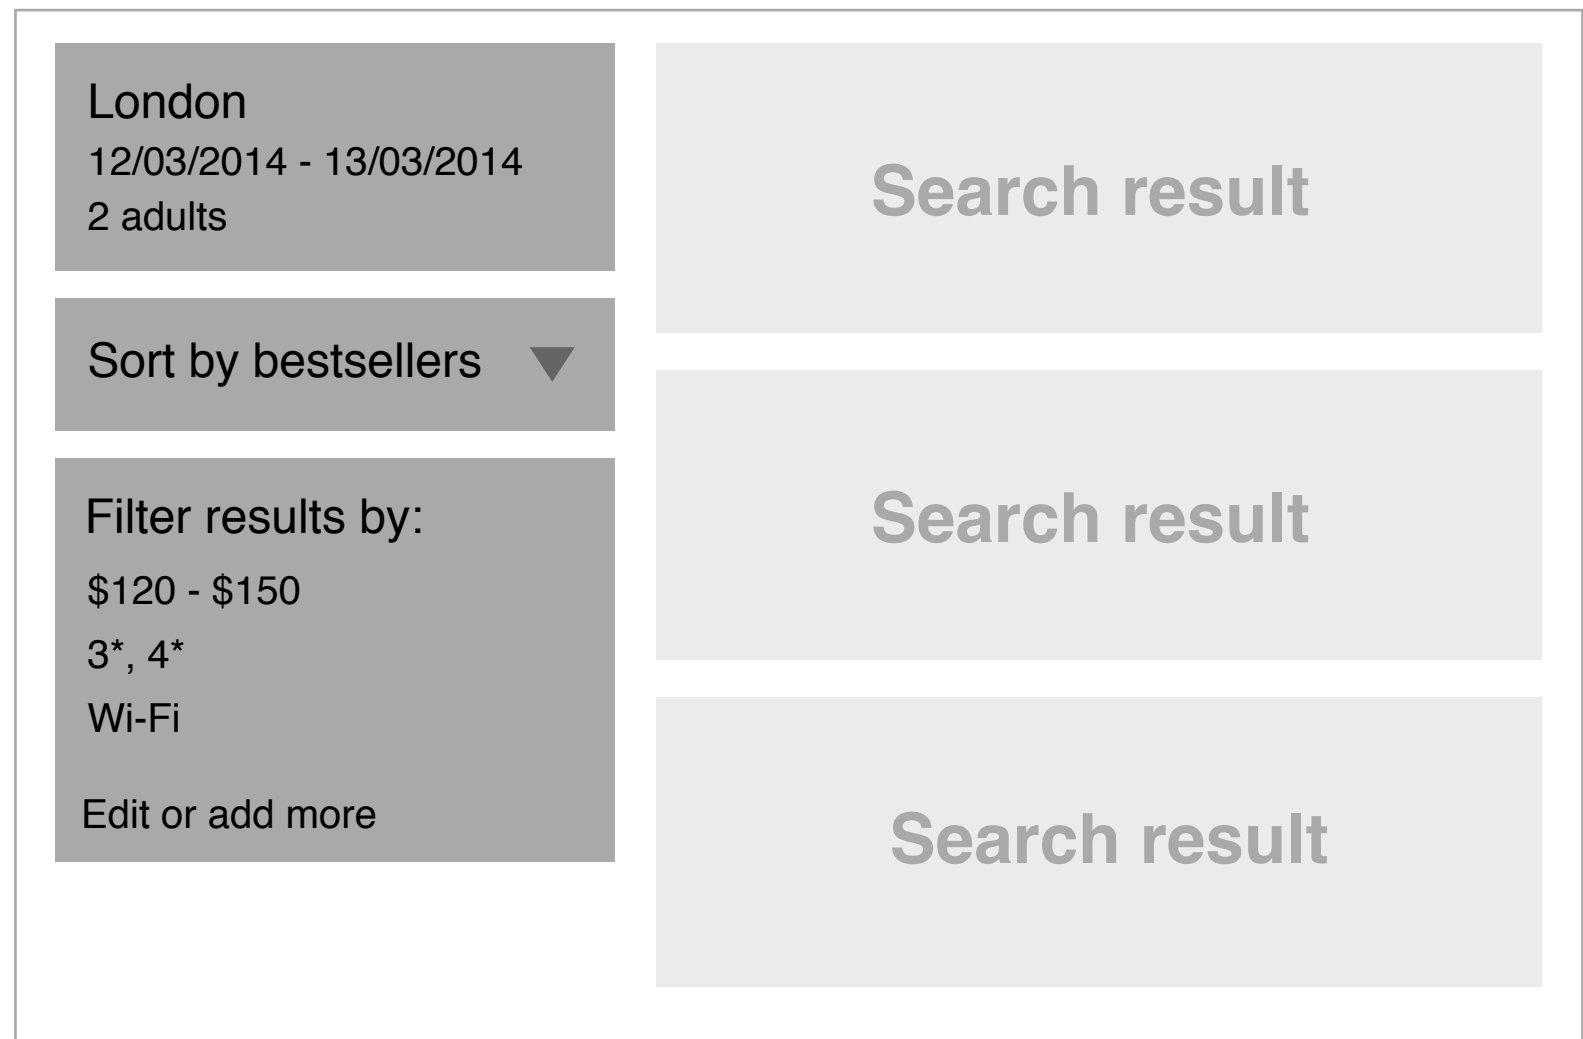 London
12/03/2014 - 13/03/2014
2 adults
Sort by bestsellers
Filter results by:
$120 - $150
3*, 4*
Wi-Fi
Edit or add more
Search result
Search result
Search result